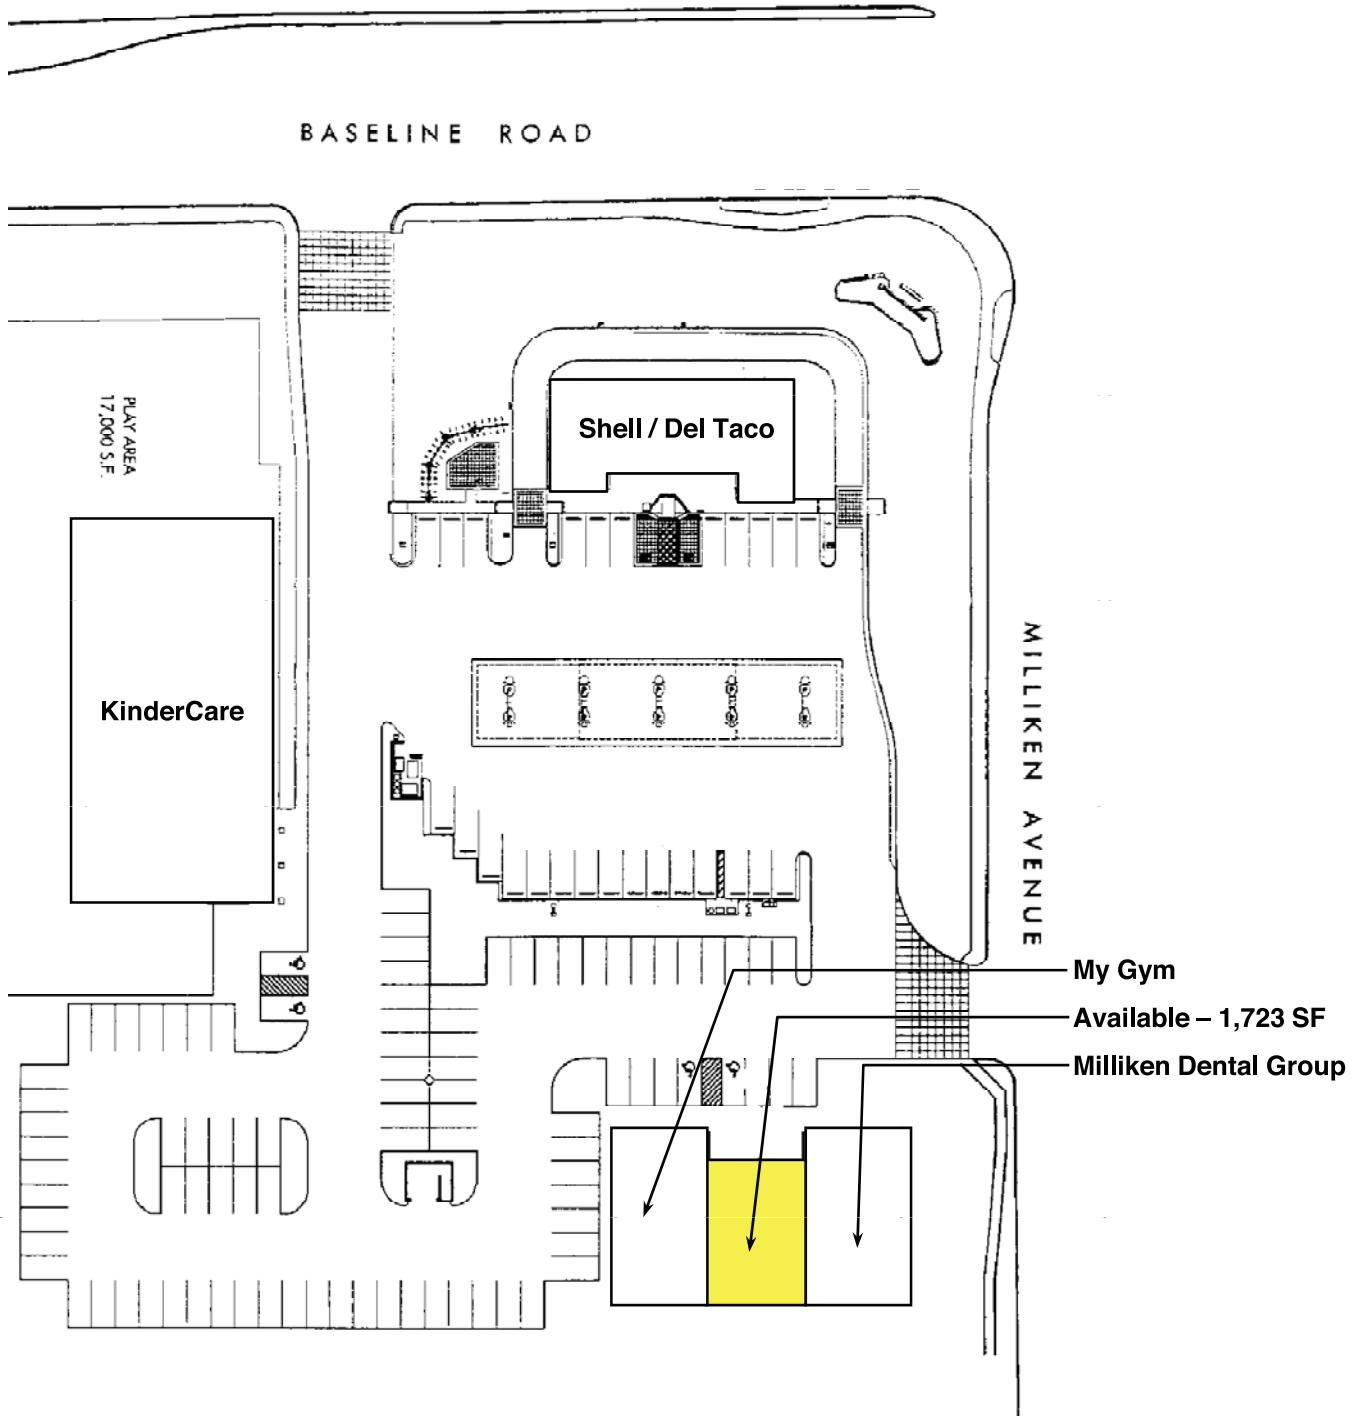 BASELINE ROAD
Shell / Del Taco
PLAY AREA
17,000 S.F.
KinderCare
MILLIKEN AVENUE
My Gym
Available – 1,723 SF
Milliken Dental Group